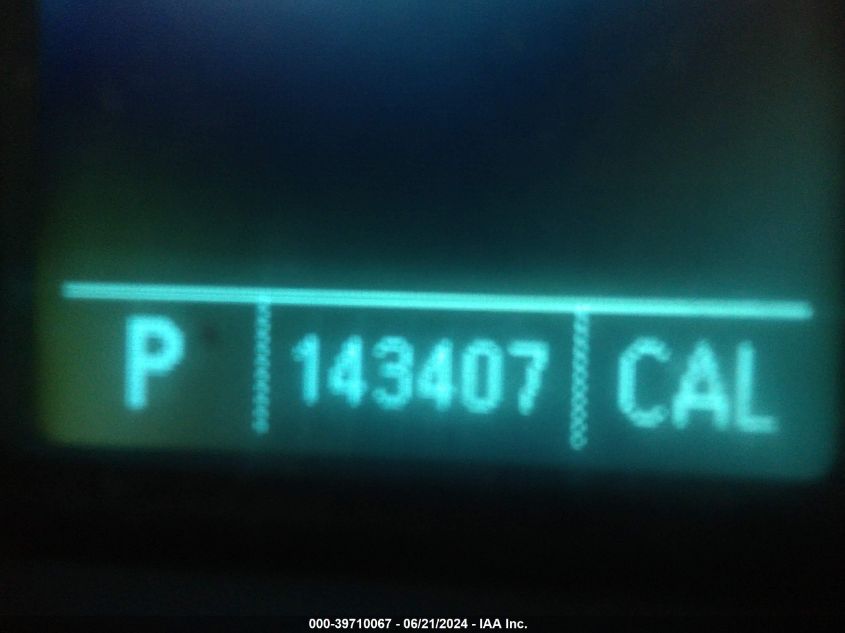 P 143407 CAL
000-39710067 - 06/21/2024 - IAA Inc.